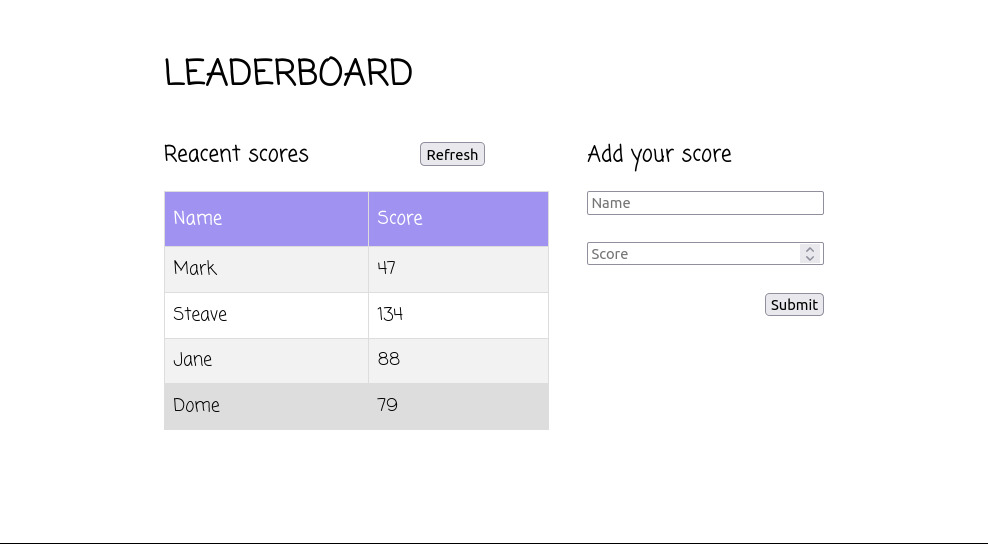 LEADERBOARD
Reacent scores
Refresh
Name Score
Mark 47
Steave 134
Jane 88
Dome 79
Add your score
Name
Score
Submit